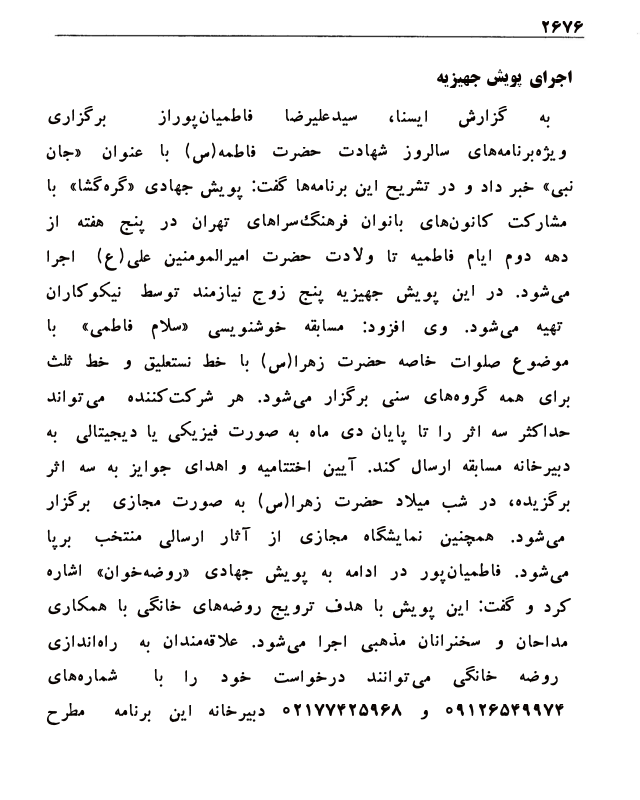 ۲۶۷۶
اجرای پویش جهیزیه
به گزارش ایسنا، سیدعلیرضا فاطمیان‌پوراز برگزاری
ویژه‌برنامه‌های سالروز شهادت حضرت فاطمه(س) با عنوان «جان
نبی» خبر داد و در تشریح این برنامه‌ها گفت: پویش جهادی «گره‌گشا» با
مشارکت کانون‌های بانوان فرهنگ‌سراهای تهران در پنج هفته از
دهه دوم ایام فاطمیه تا ولادت حضرت امیرالمومنین علی(ع) اجرا
می‌شود. در این پویش جهیزیه پنج زوج نیازمند توسط نیکوکاران
تهیه می‌شود. وی افزود: مسابقه خوشنویسی «سلام فاطمی» با
موضوع صلوات خاصه حضرت زهرا(س) با خط نستعلیق و خط ثلث
برای همه گروه‌های سنی برگزار می‌شود. هر شرکت‌کننده می‌تواند
حداکثر سه اثر را تا پایان دی ماه به صورت فیزیکی یا دیجیتالی به
دبیرخانه مسابقه ارسال کند. آیین اختتامیه و اهدای جوایز به سه اثر
برگزیده، در شب میلاد حضرت زهرا(س) به صورت مجازی برگزار
می‌شود. همچنین نمایشگاه مجازی از آثار ارسالی منتخب برپا
می‌شود. فاطمیان‌پور در ادامه به پویش جهادی «روضه‌خوان» اشاره
کرد و گفت: این پویش با هدف ترویج روضه‌های خانگی با همکاری
مداحان و سخنرانان مذهبی اجرا می‌شود. علاقه‌مندان به راه‌اندازی
روضه خانگی می‌توانند درخواست خود را با شماره‌های
۰۹۱۲۶۵۴۹۹۷۴ و ۰۲۱۷۷۴۲۵۹۶۸ دبیرخانه این برنامه مطرح